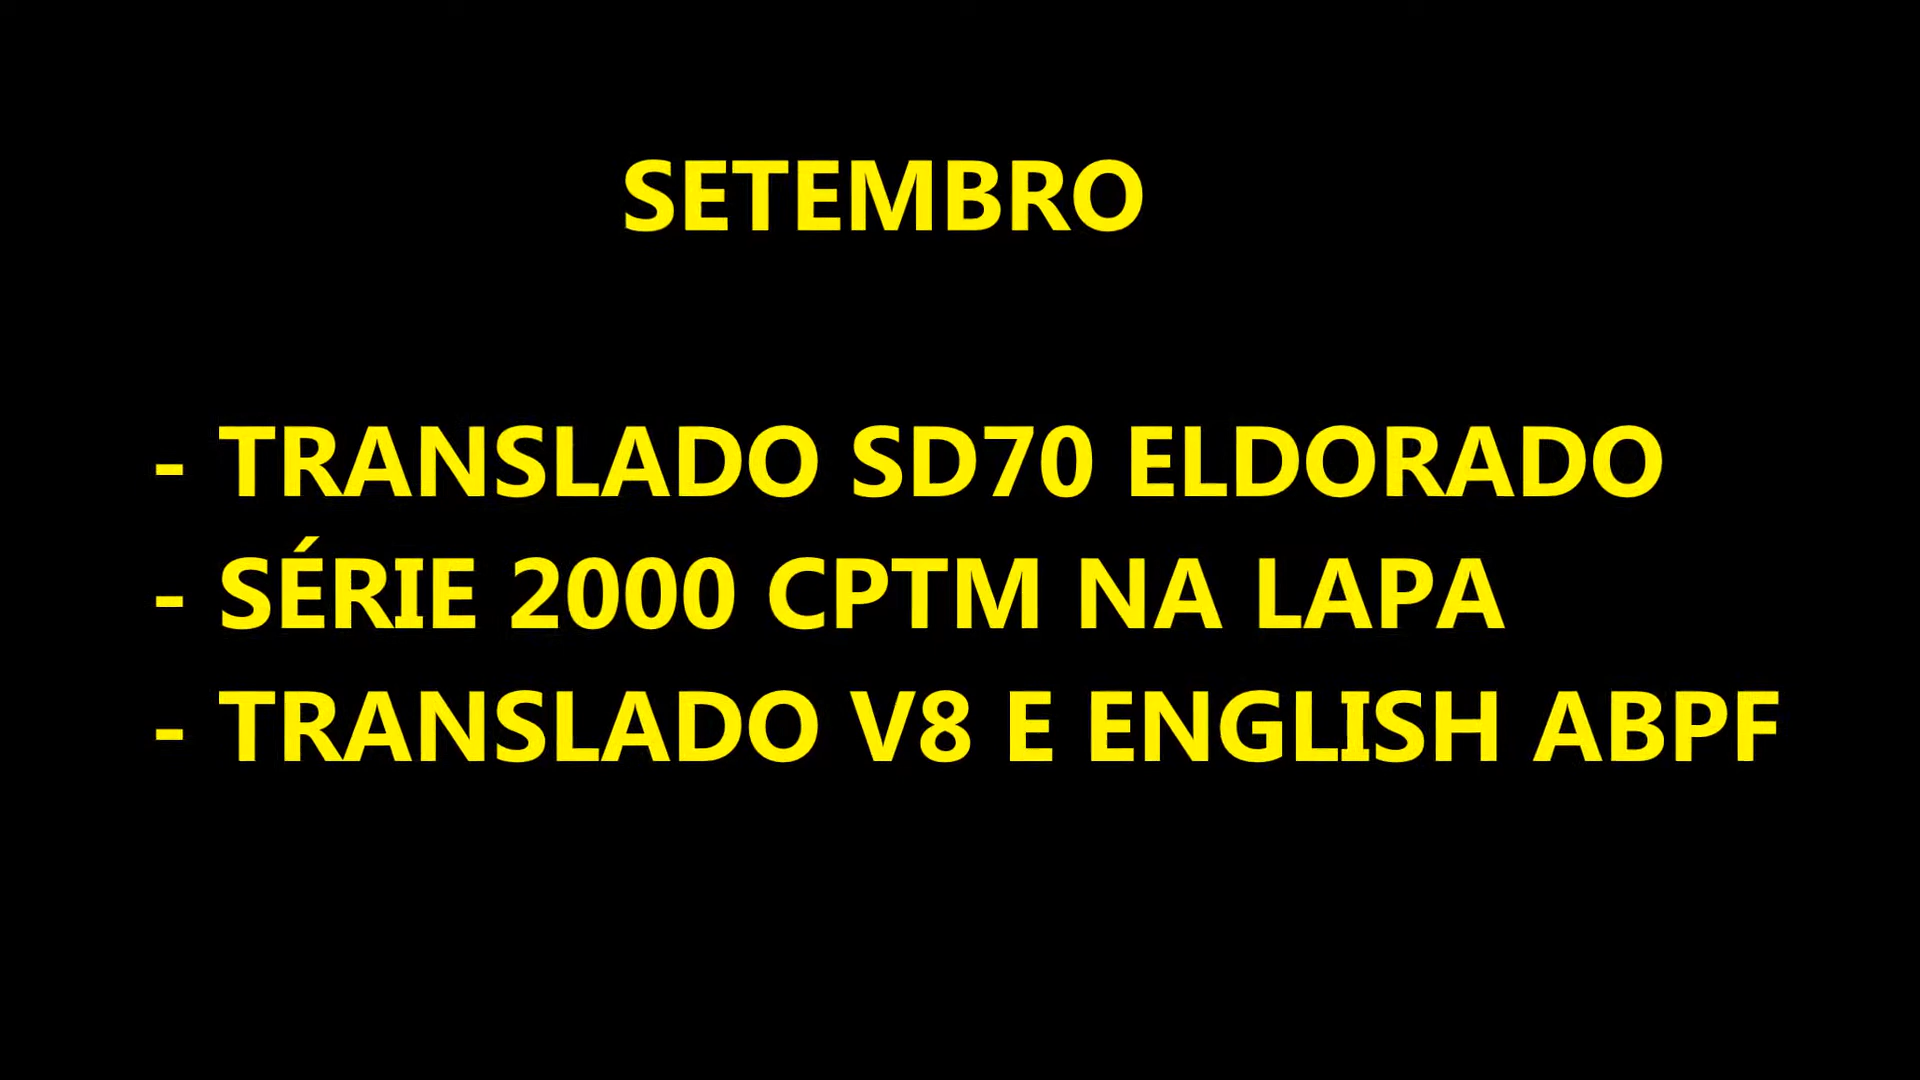 SETEMBRO
- TRANSLADO SD70 ELDORADO
- SÉRIE 2000 CPTM NA LAPA
- TRANSLADO V8 E ENGLISH ABPF